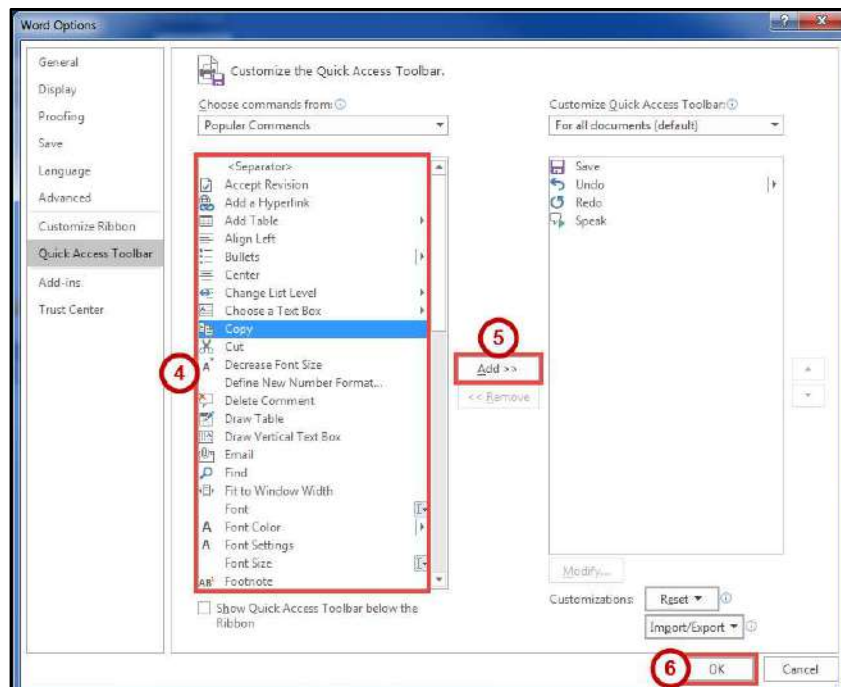 Word Options
General
Display
Proofing
Save
Language
Advanced
Customize Ribbon
Quick Access Toolbar
Add-ins
Trust Center
Customize the Quick Access Toolbar.
Choose commands from:
Popular Commands
<Separator>
Accept Revision
Add a Hyperlink
Add Table
Align Left
Bullets
Center
Change List Level
Choose a Text Box
Copy
Cut
Decrease Font Size
Define New Number Format...
Delete Comment
Draw Table
Draw Vertical Text Box
Email
Find
Fit to Window Width
Font
Font Color
Font Settings
Font Size
Footnote
4
Show Quick Access Toolbar below the
Ribbon
5
Add >>
<< Remove
Customize Quick Access Toolbar:
For all documents (default)
Save
Undo
Redo
Speak
Modify...
Customizations:
Reset
Import/Export
6
OK
Cancel